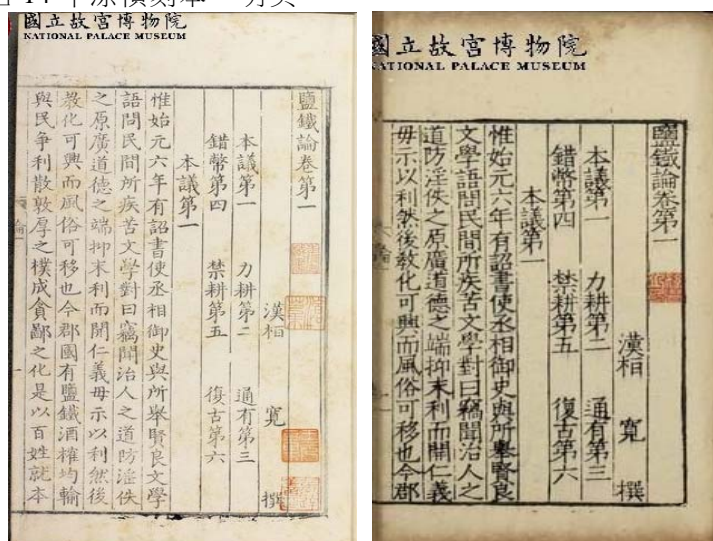 國立故宮博物院
NATIONAL PALACE MUSEUM
鹽鐵論卷第一
漢桓 寬 撰
本議第一 力耕第二 通有第三
錯幣第四 禁耕第五 復古第六
本議第一
惟始元六年有詔書使丞相御史與所舉賢良文學
語問民間所疾苦文學對曰竊聞治人之道防淫佚
之原廣道德之端抑末利而開仁義毋示以利然後
教化可興而風俗可移也今郡國有鹽鐵酒榷均輸
與民爭利散敦厚之樸成貪鄙之化是以百姓就本
國立故宮博物院
NATIONAL PALACE MUSEUM
鹽鐵論卷第一
漢桓 寬 撰
本議第一 力耕第二 通有第三
錯幣第四 禁耕第五 復古第六
本議第一
惟始元六年有詔書使丞相御史與所舉賢良
文學語問民間所疾苦文學對曰竊聞治人之
道防淫佚之原廣道德之端抑末利而開仁義
毋示以利然後教化可興而風俗可移也今郡